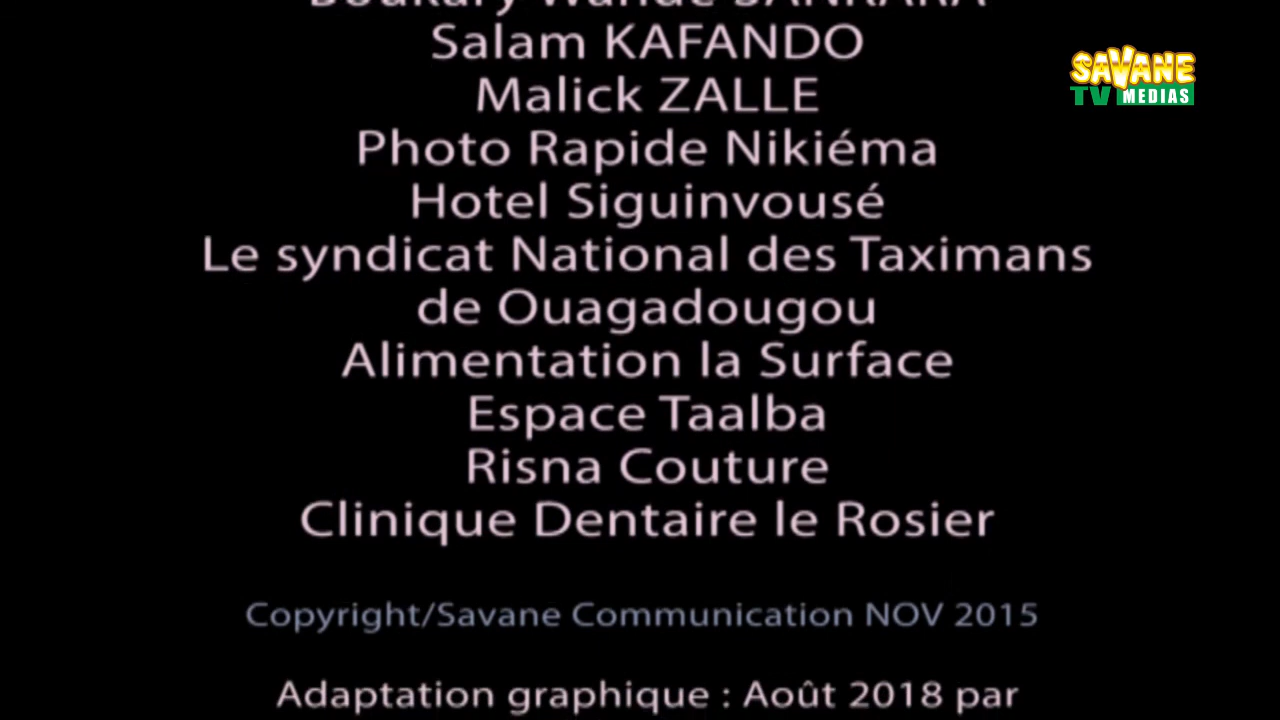 Salam KAFANDO
SAVANE
TV MEDIAS
Malick ZALLE
Photo Rapide Nikiéma
Hotel Siguinvousé
Le syndicat National des Taximans
de Ouagadougou
Alimentation la Surface
Espace Taalba
Risna Couture
Clinique Dentaire le Rosier
Copyright/Savane Communication NOV 2015
Adaptation graphique : Août 2018 par